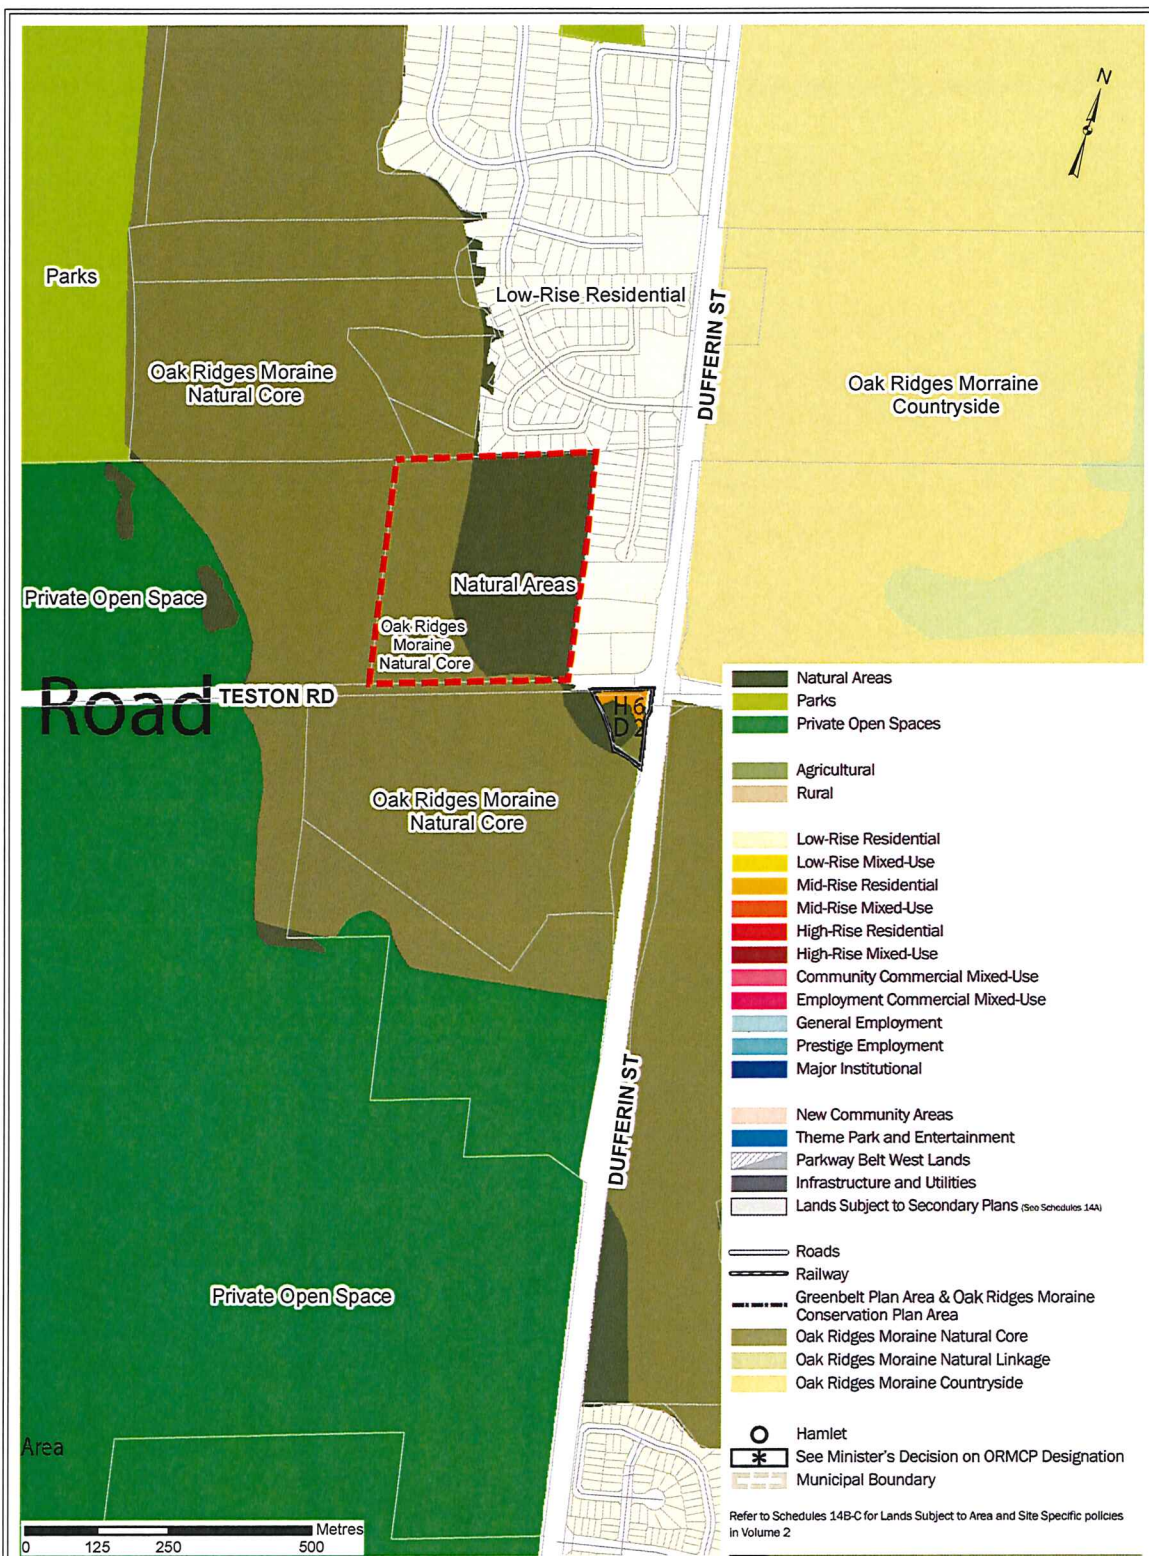 N
Parks
Low-Rise Residential
DUFFERIN ST
Oak Ridges Moraine
Natural Core
Oak Ridges Morraine
Countryside
Natural Areas
Private Open Space
Oak Ridges
Moraine
Natural Core
Road
TESTON RD
H 6
D 2
Oak Ridges Moraine
Natural Core
DUFFERIN ST
Private Open Space
Area
Metres
0 125 250 500
Natural Areas
Parks
Private Open Spaces
Agricultural
Rural
Low-Rise Residential
Low-Rise Mixed-Use
Mid-Rise Residential
Mid-Rise Mixed-Use
High-Rise Residential
High-Rise Mixed-Use
Community Commercial Mixed-Use
Employment Commercial Mixed-Use
General Employment
Prestige Employment
Major Institutional
New Community Areas
Theme Park and Entertainment
Parkway Belt West Lands
Infrastructure and Utilities
Lands Subject to Secondary Plans (See Schedules 14A)
Roads
Railway
Greenbelt Plan Area & Oak Ridges Moraine
Conservation Plan Area
Oak Ridges Moraine Natural Core
Oak Ridges Moraine Natural Linkage
Oak Ridges Moraine Countryside
Hamlet
* See Minister's Decision on ORMCP Designation
Municipal Boundary
Refer to Schedules 14B-C for Lands Subject to Area and Site Specific policies
in Volume 2